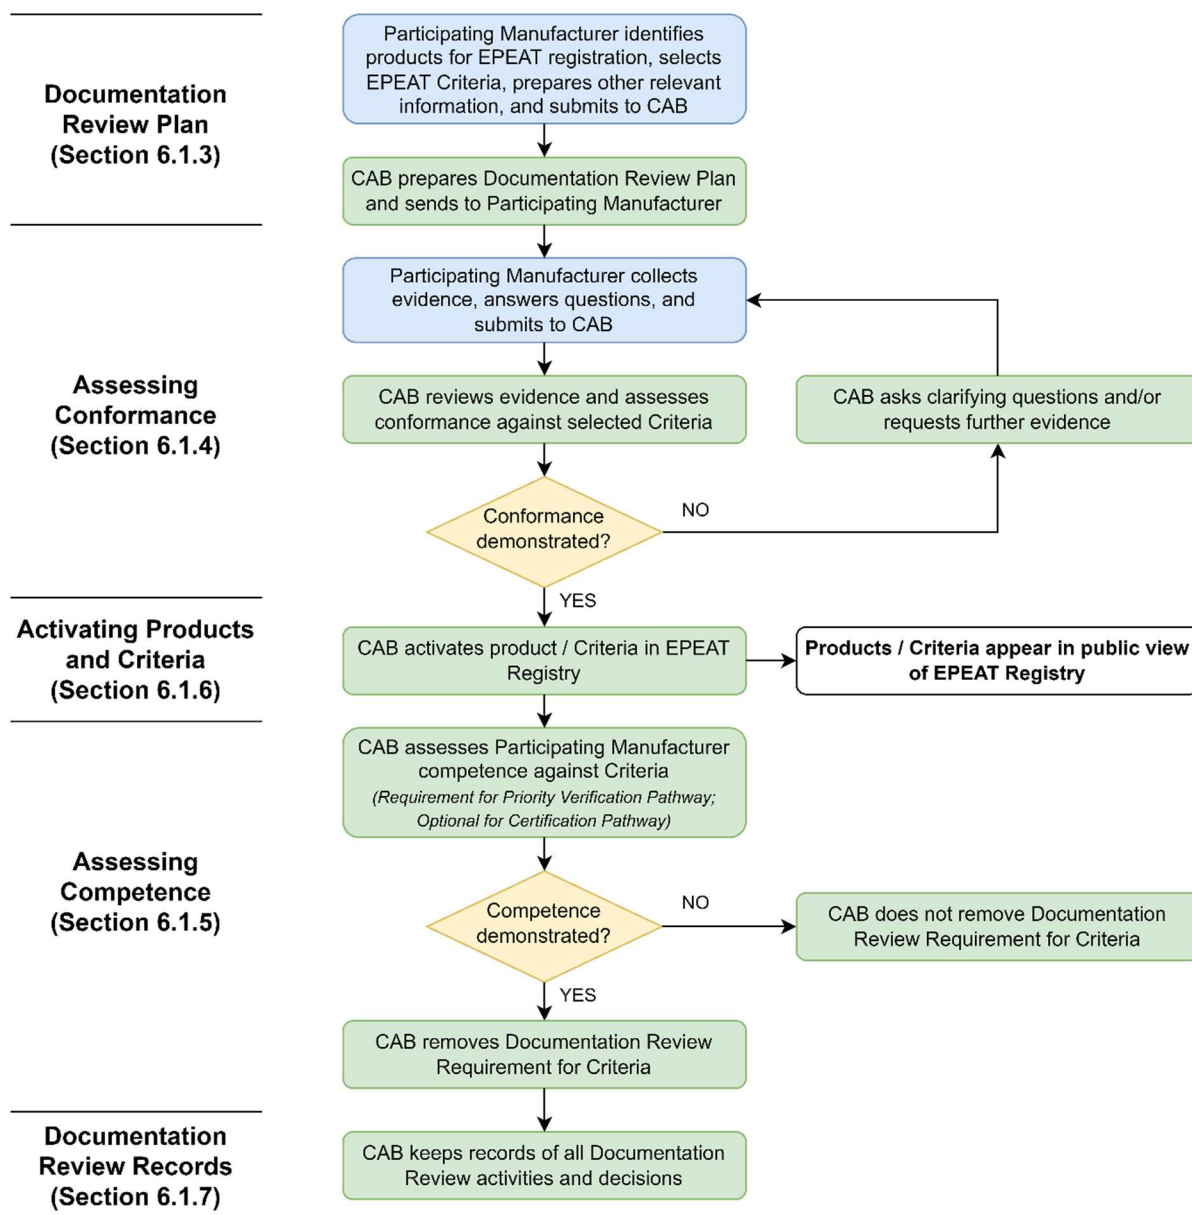 Documentation
Review Plan
(Section 6.1.3)
Participating Manufacturer identifies
products for EPEAT registration, selects
EPEAT Criteria, prepares other relevant
information, and submits to CAB
CAB prepares Documentation Review Plan
and sends to Participating Manufacturer
Assessing
Conformance
(Section 6.1.4)
Participating Manufacturer collects
evidence, answers questions, and
submits to CAB
CAB reviews evidence and assesses
conformance against selected Criteria
CAB asks clarifying questions and/or
requests further evidence
Conformance
demonstrated?
NO
YES
Activating Products
and Criteria
(Section 6.1.6)
CAB activates product / Criteria in EPEAT
Registry
Products / Criteria appear in public view
of EPEAT Registry
Assessing
Competence
(Section 6.1.5)
CAB assesses Participating Manufacturer
competence against Criteria
(Requirement for Priority Verification Pathway;
Optional for Certification Pathway)
Competence
demonstrated?
NO
CAB does not remove Documentation
Review Requirement for Criteria
YES
CAB removes Documentation Review
Requirement for Criteria
Documentation
Review Records
(Section 6.1.7)
CAB keeps records of all Documentation
Review activities and decisions